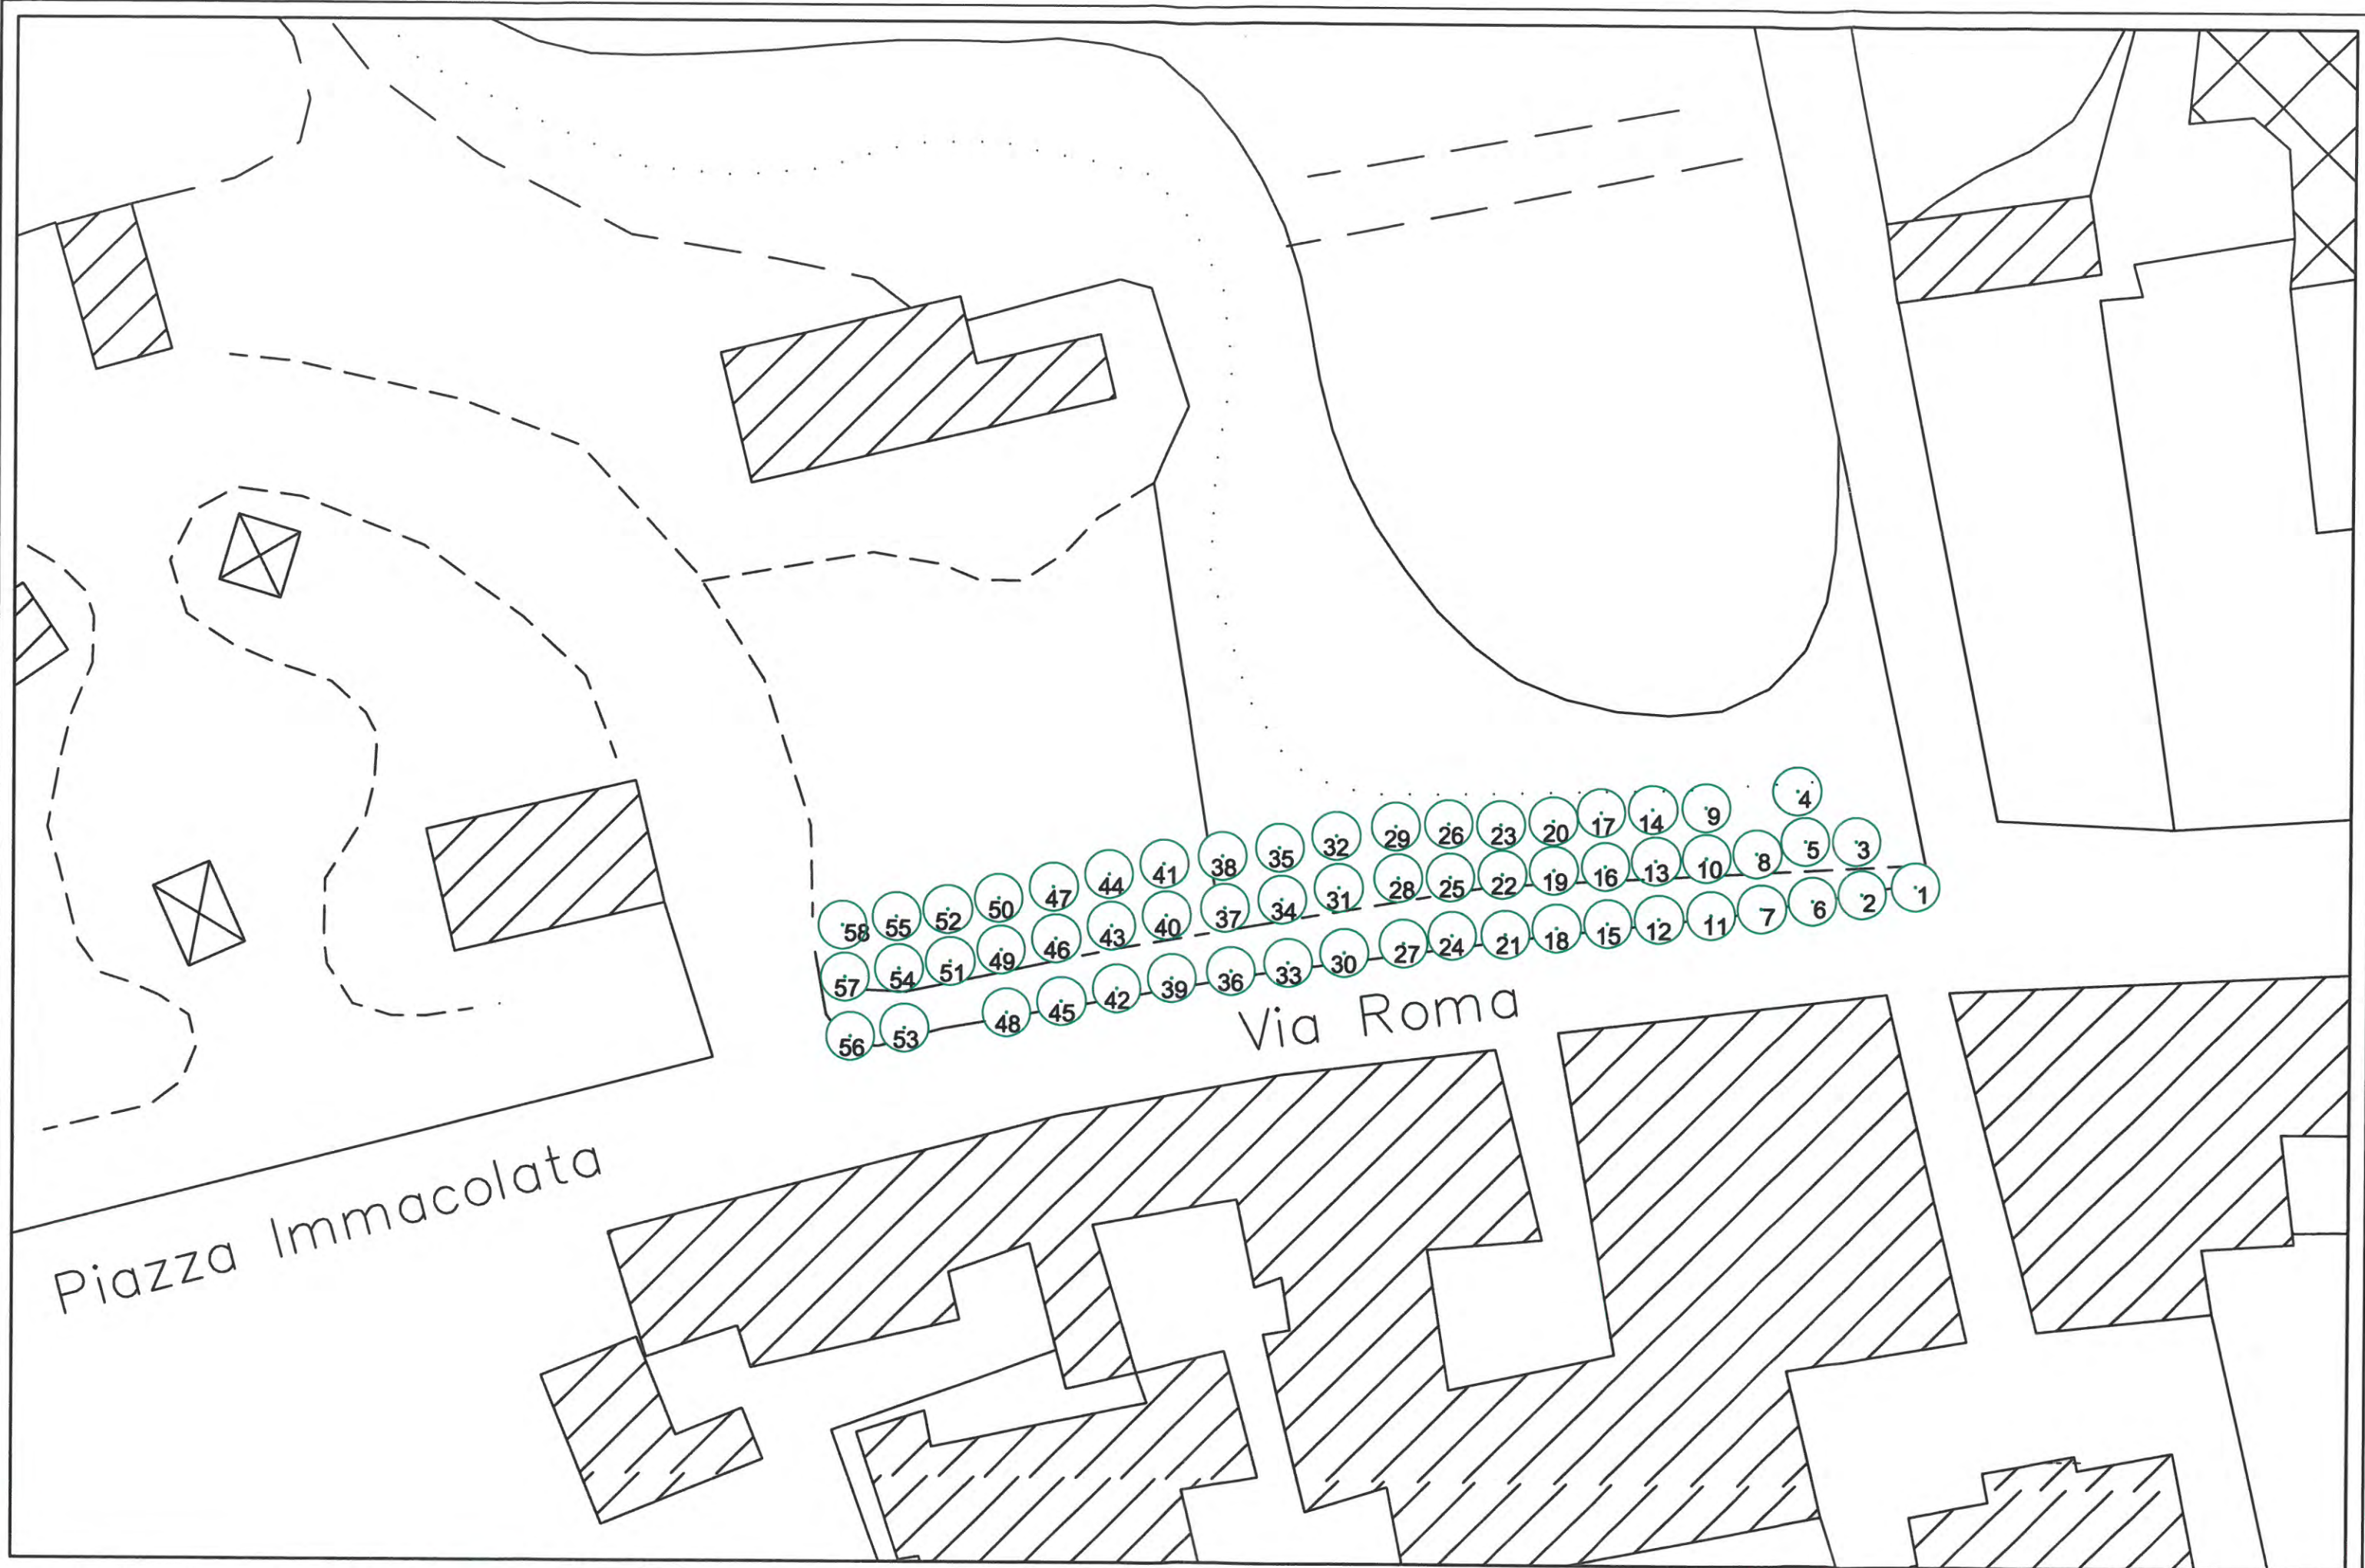 4
58 55 52 50 47 44 41 38 35 32 29 26 23 20 17 14 9
57 54 51 49 46 43 40 37 34 31 28 25 22 19 16 13 10 8 5 3
56 53 48 45 42 39 36 33 30 27 24 21 18 15 12 11 7 6 2 1
Via Roma
Piazza Immacolata